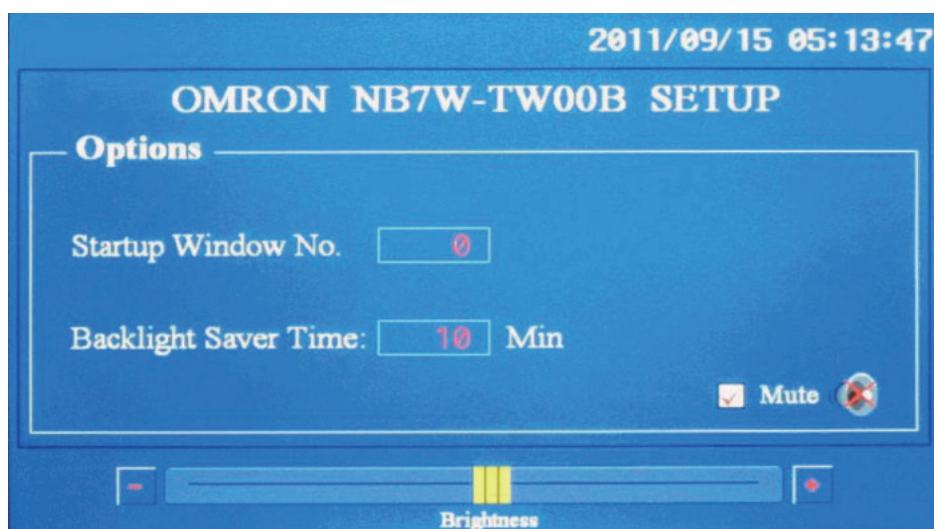 2011/09/15 05:13:47
OMRON NB7W-TW00B SETUP
Options
Startup Window No. 0
Backlight Saver Time: 10 Min
Mute
- +
Brightness